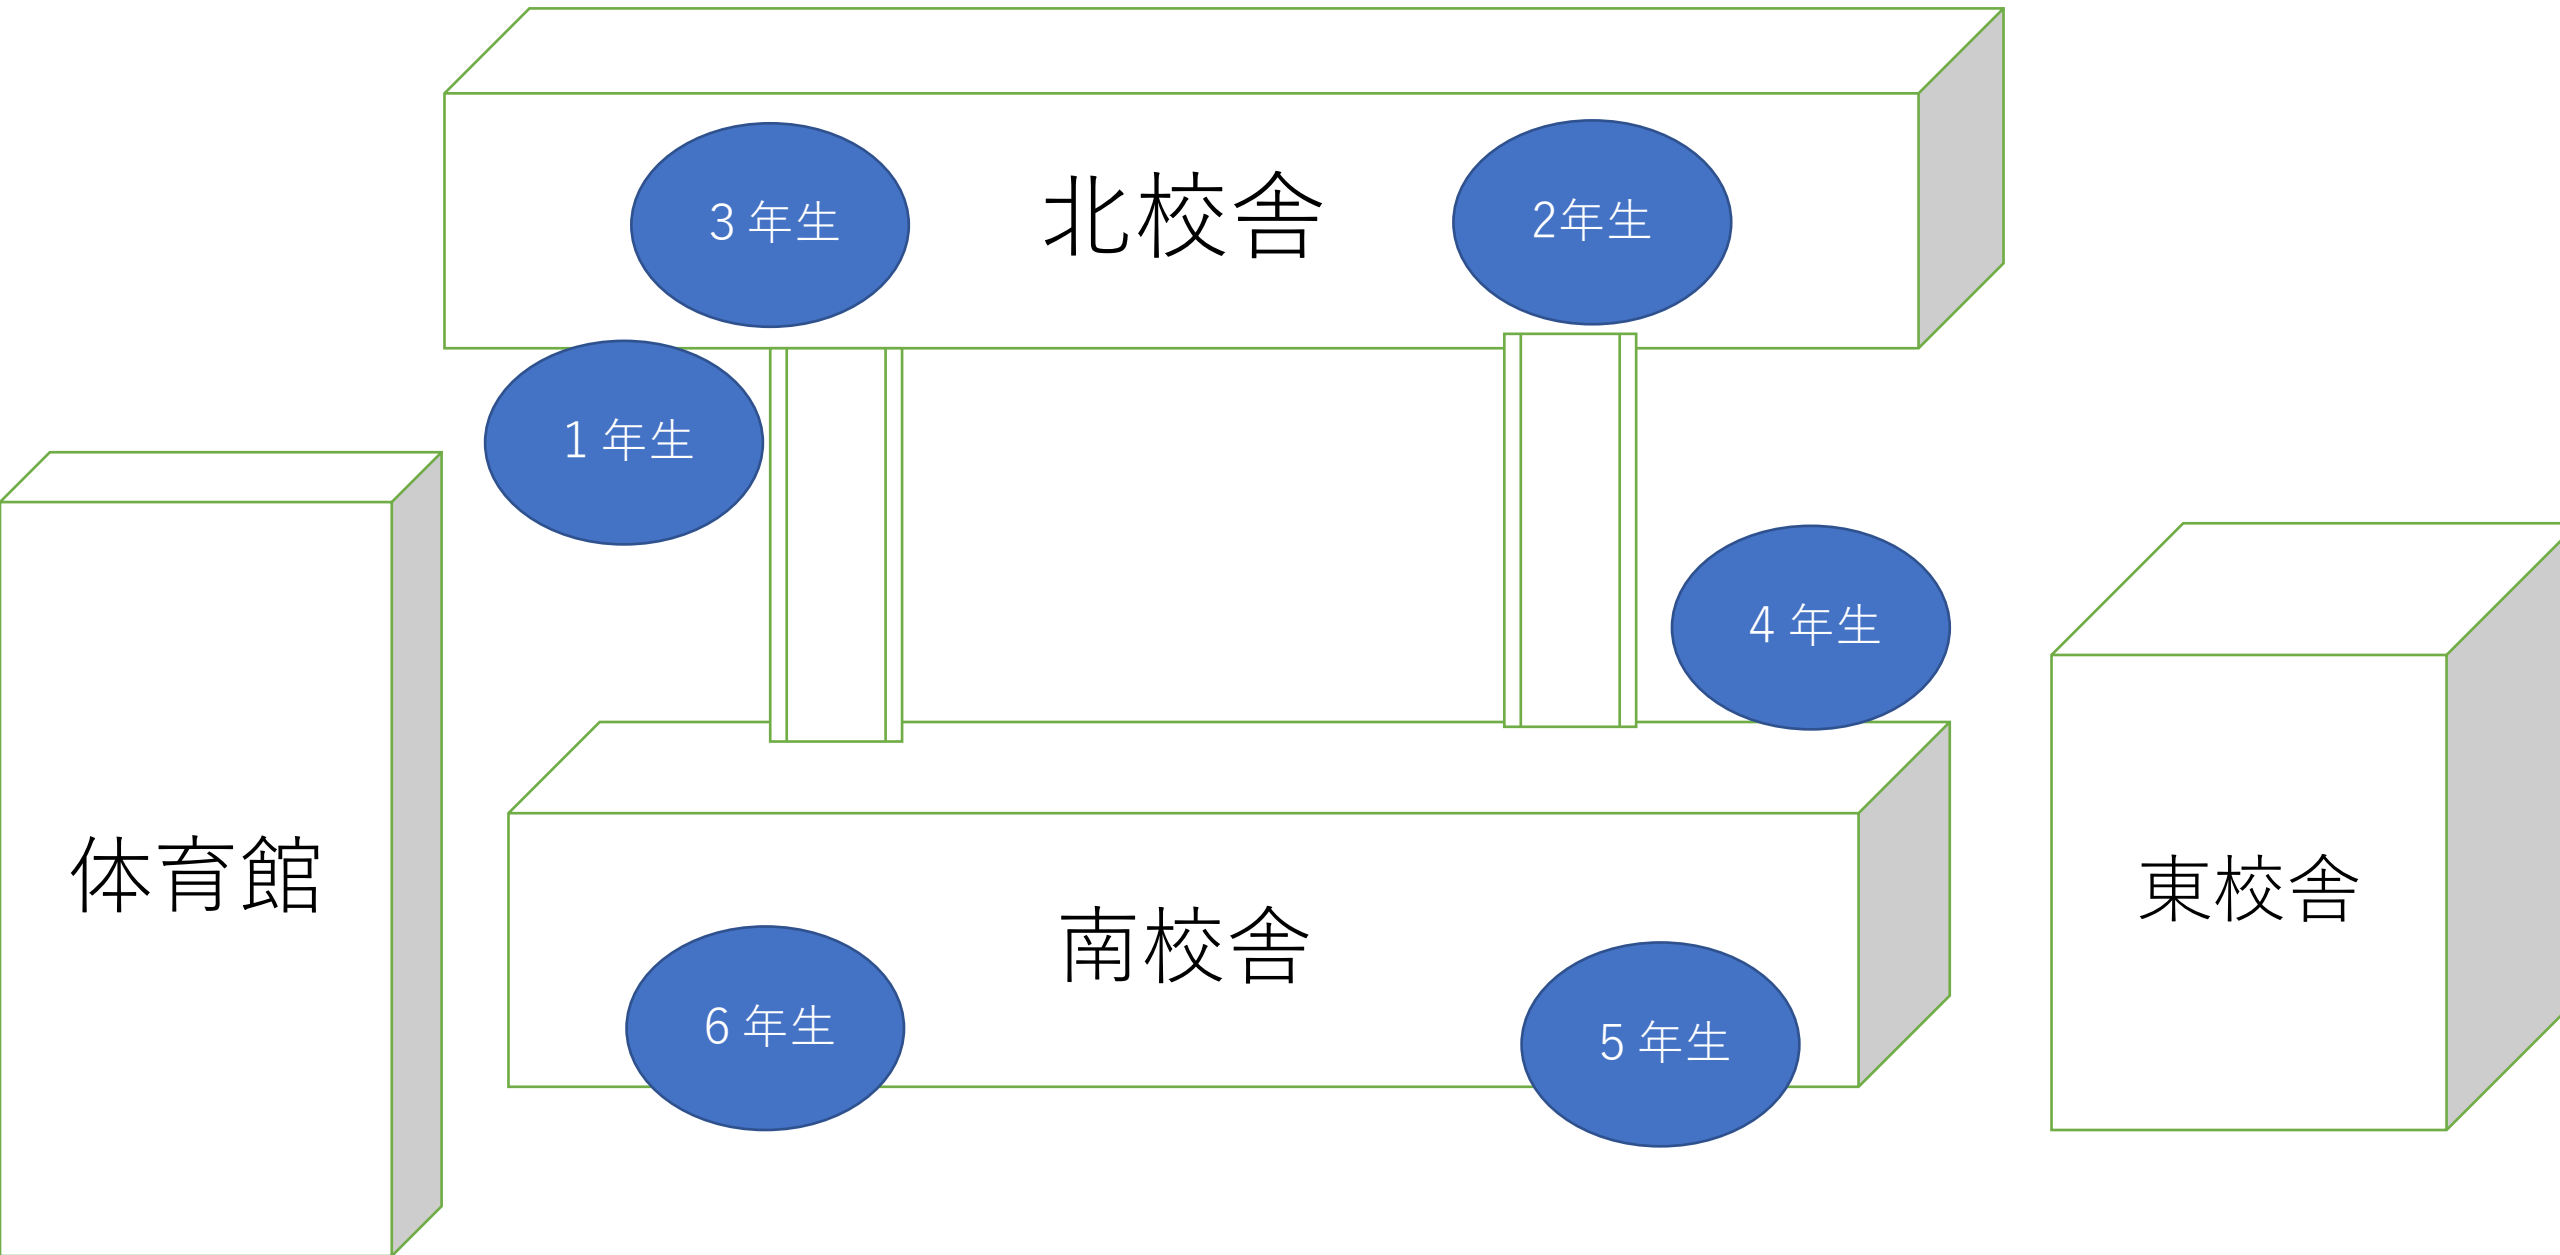 3 年生
北校舎
2年生
1 年生
4 年生
体育館
南校舎
東校舎
6 年生
5 年生